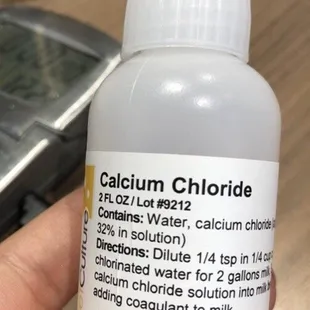 Calcium Chloride
2 FL OZ / Lot #9212
Contains: Water, calcium chloride
32% in solution)
Directions: Dilute 1/4 tsp in 1/4 cup
chlorinated water for 2 gallons
calcium chloride solution into milk
adding coagulant to milk
Culture